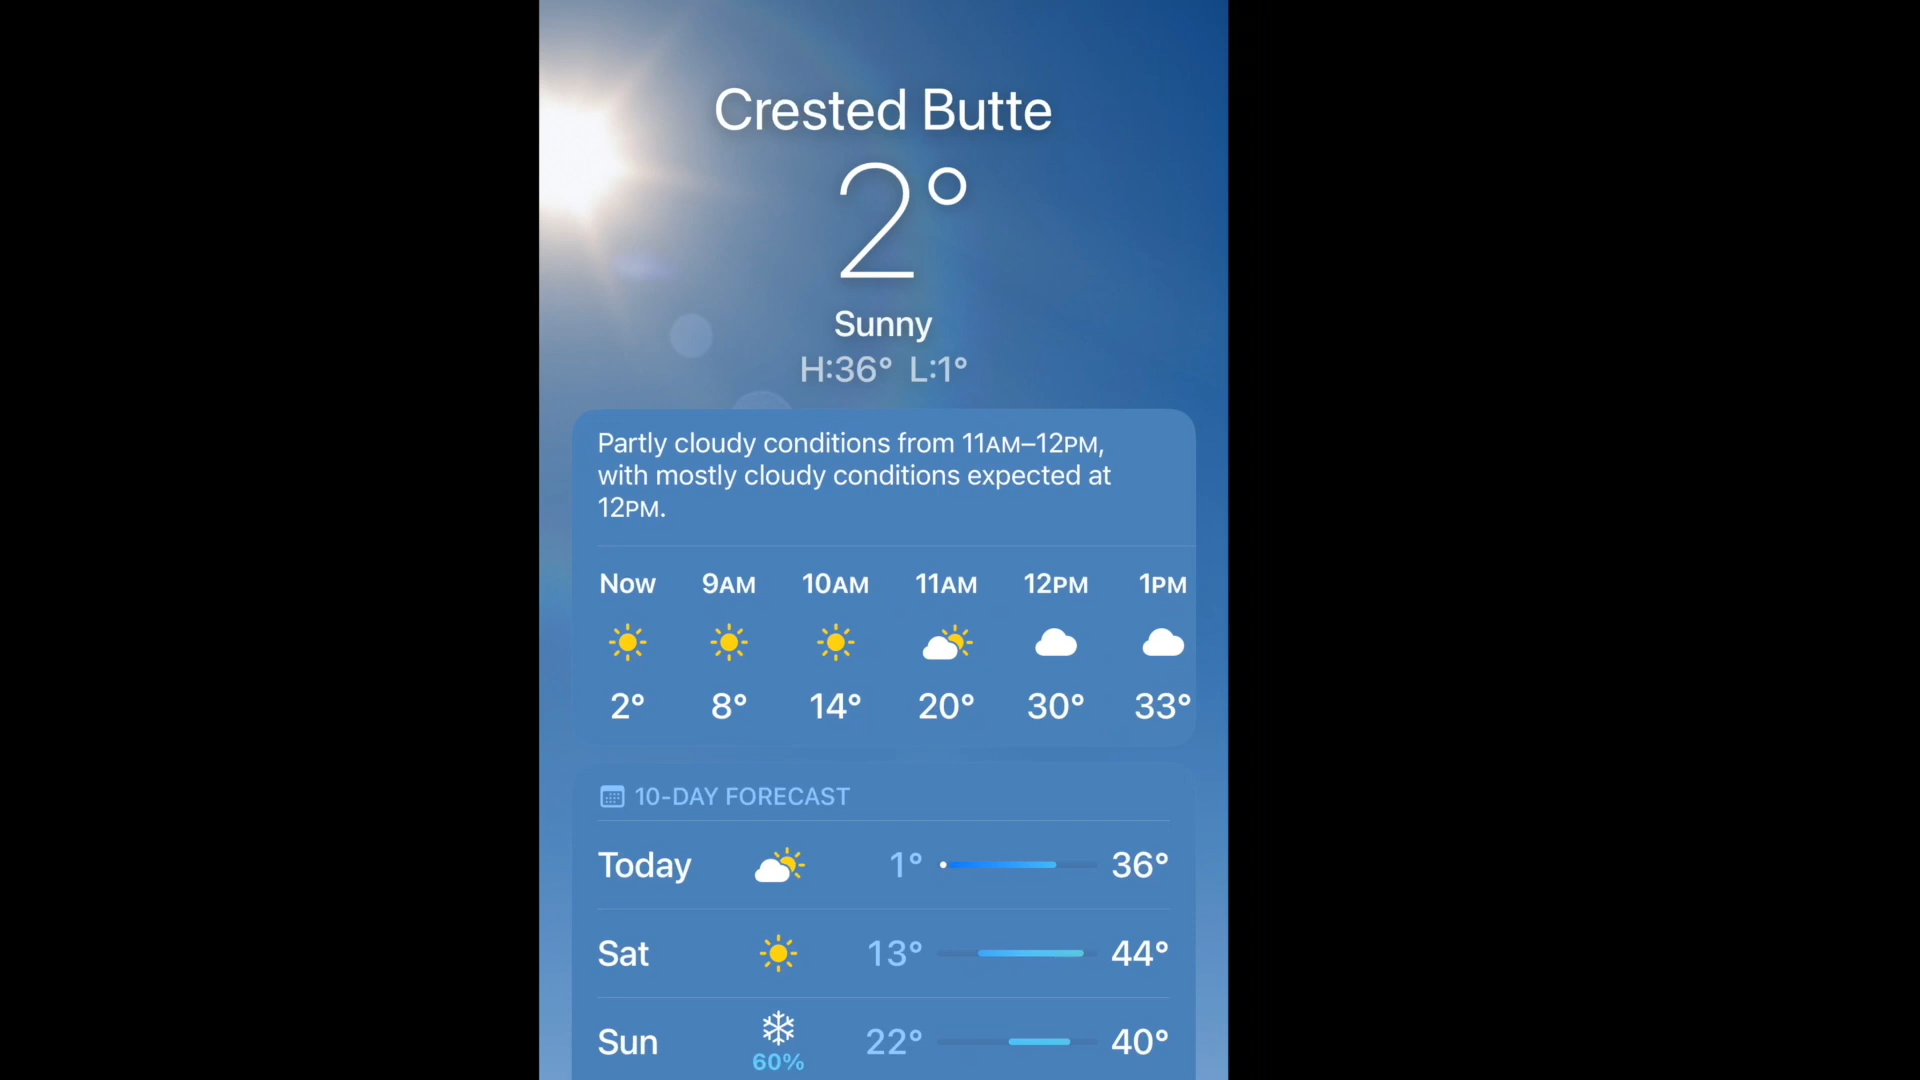 Crested Butte
2°
Sunny
H:36° L:1°
Partly cloudy conditions from 11AM–12PM,
with mostly cloudy conditions expected at
12PM.
Now 9AM 10AM 11AM 12PM 1PM
2° 8° 14° 20° 30° 33°
10-DAY FORECAST
Today 1° 36°
Sat 13° 44°
Sun 22° 40°
60%